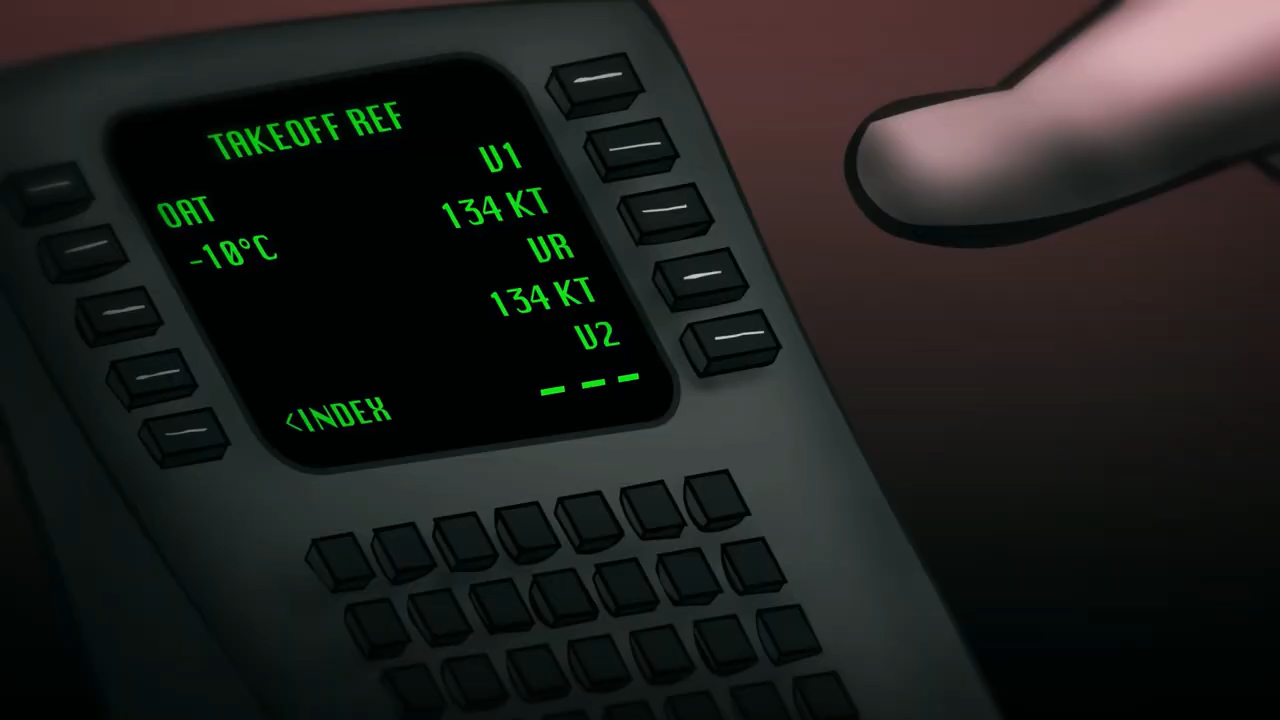 TAKEOFF REF
V1
OAT
134 KT
-10°C
VR
134 KT
V2
---
<INDEX